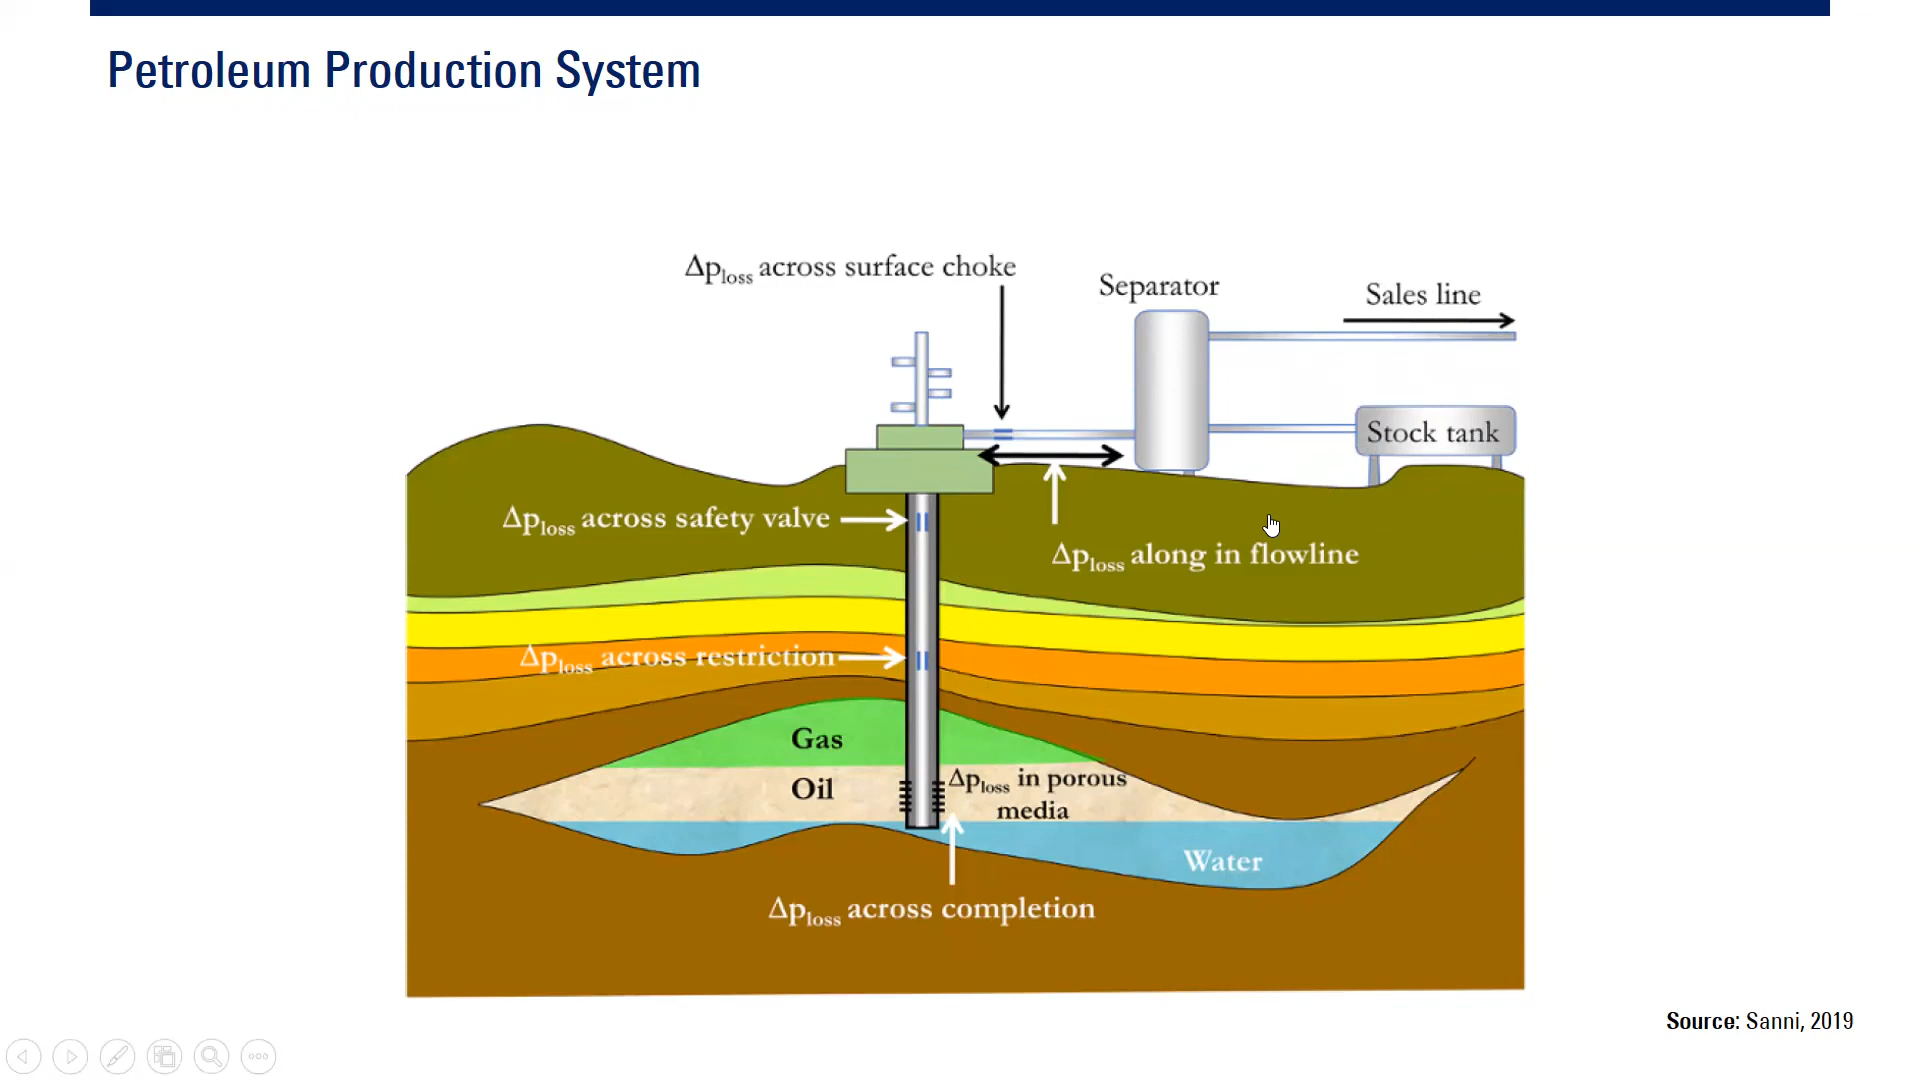 Petroleum Production System
Δploss across surface choke
Separator
Sales line
Stock tank
Δploss across safety valve
Δploss along in flowline
Δploss across restriction
Gas
Oil
Δploss in porous
media
Water
Δploss across completion
Source: Sanni, 2019